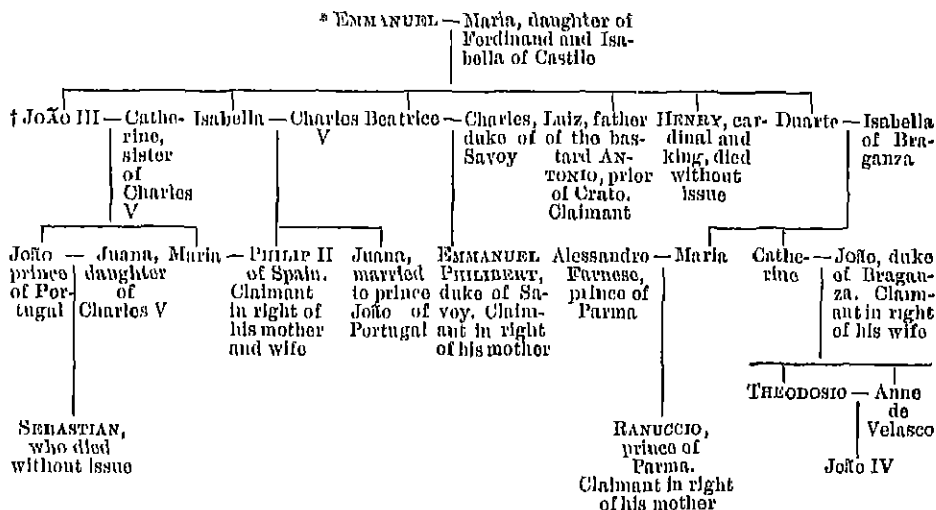 * EMMANUEL — Maria, daughter of
Ferdinand and Isa-
bella of Castile
† JOÃO III — Cathe-
rine,
sister
of
Charles
V
Isabella — Charles
V
Beatrice — Charles,
duke of
Savoy
Luiz, father
of the bas-
tard AN-
TONIO, prior
of Crato.
Claimant
HENRY, car-
dinal and
king, died
without
issue
Duarte — Isabella
of Bra-
ganza
João —
prince
of Por-
tugal
Juana,
daughter
of
Charles V
Maria — PHILIP II
of Spain.
Claimant
in right of
his mother
and wife
Juana,
married
to prince
João of
Portugal
EMMANUEL
PHILIBERT,
duke of Sa-
voy. Claim-
ant in right
of his mother
Alessandro — Maria
Farnese,
prince of
Parma
Cathe- —
rine
João, duke
of Bragan-
za. Claim-
ant in right
of his wife
THEODOSIO — Anne
de
Velasco
SEBASTIAN,
who died
without issue
RANUCCIO,
prince of
Parma.
Claimant in right
of his mother
João IV